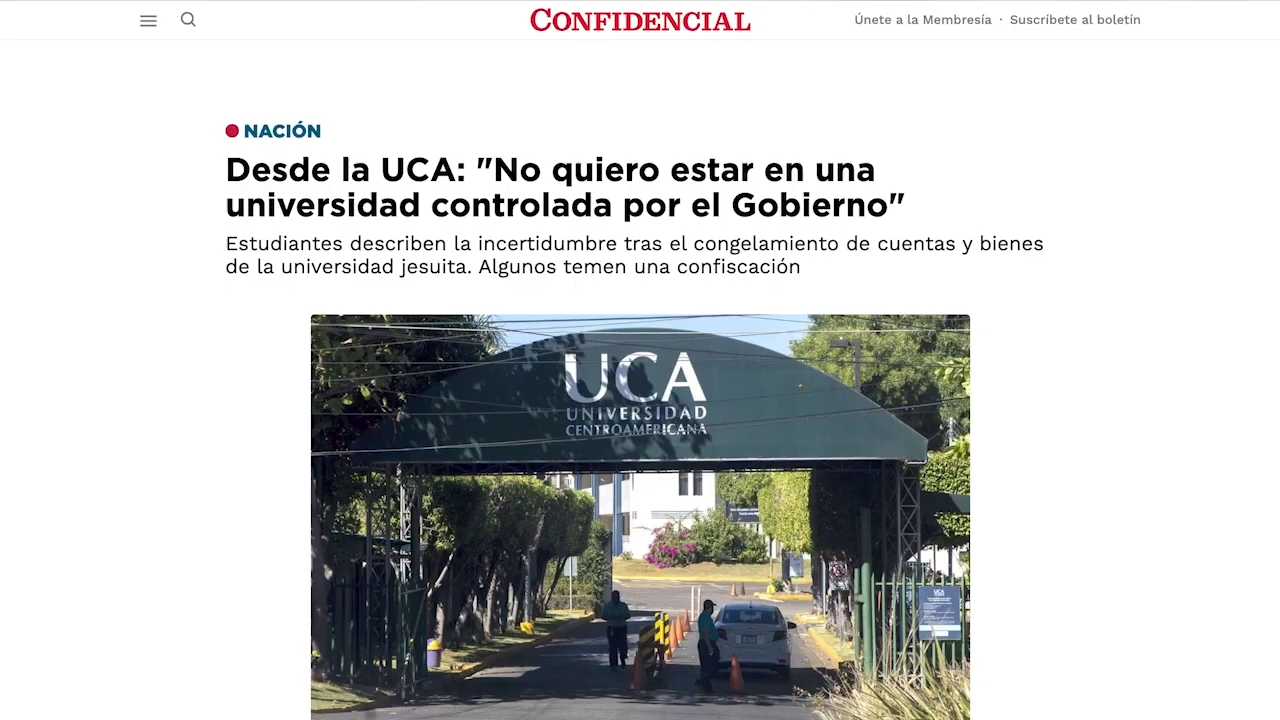 CONFIDENCIAL
Únete a la Membresía · Suscríbete al boletín
NACIÓN
Desde la UCA: "No quiero estar en una
universidad controlada por el Gobierno"
Estudiantes describen la incertidumbre tras el congelamiento de cuentas y bienes
de la universidad jesuita. Algunos temen una confiscación
UCA
UNIVERSIDAD
CENTROAMERICANA
UCA